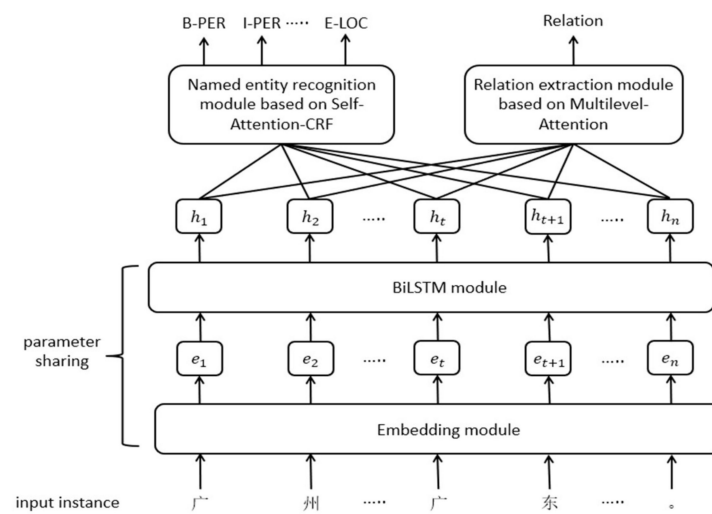 B-PER I-PER ····· E-LOC Relation
Named entity recognition
module based on Self-
Attention-CRF
Relation extraction module
based on Multilevel-
Attention
h₁ h₂ ····· hₜ hₜ₊₁ ····· hₙ
BiLSTM module
parameter
sharing
e₁ e₂ ····· eₜ eₜ₊₁ ····· eₙ
Embedding module
input instance 广 州 ····· 广 东 ····· 。